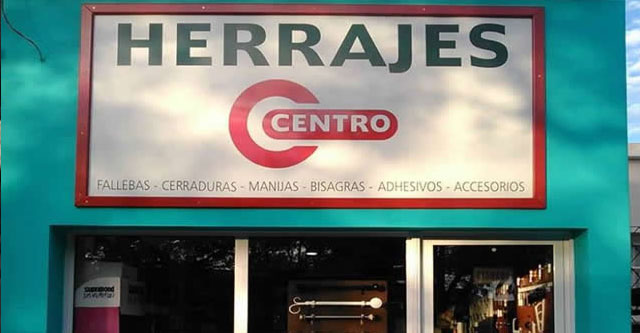 HERRAJES
CENTRO
FALLEBAS - CERRADURAS - MANIJAS - BISAGRAS - ADHESIVOS - ACCESORIOS